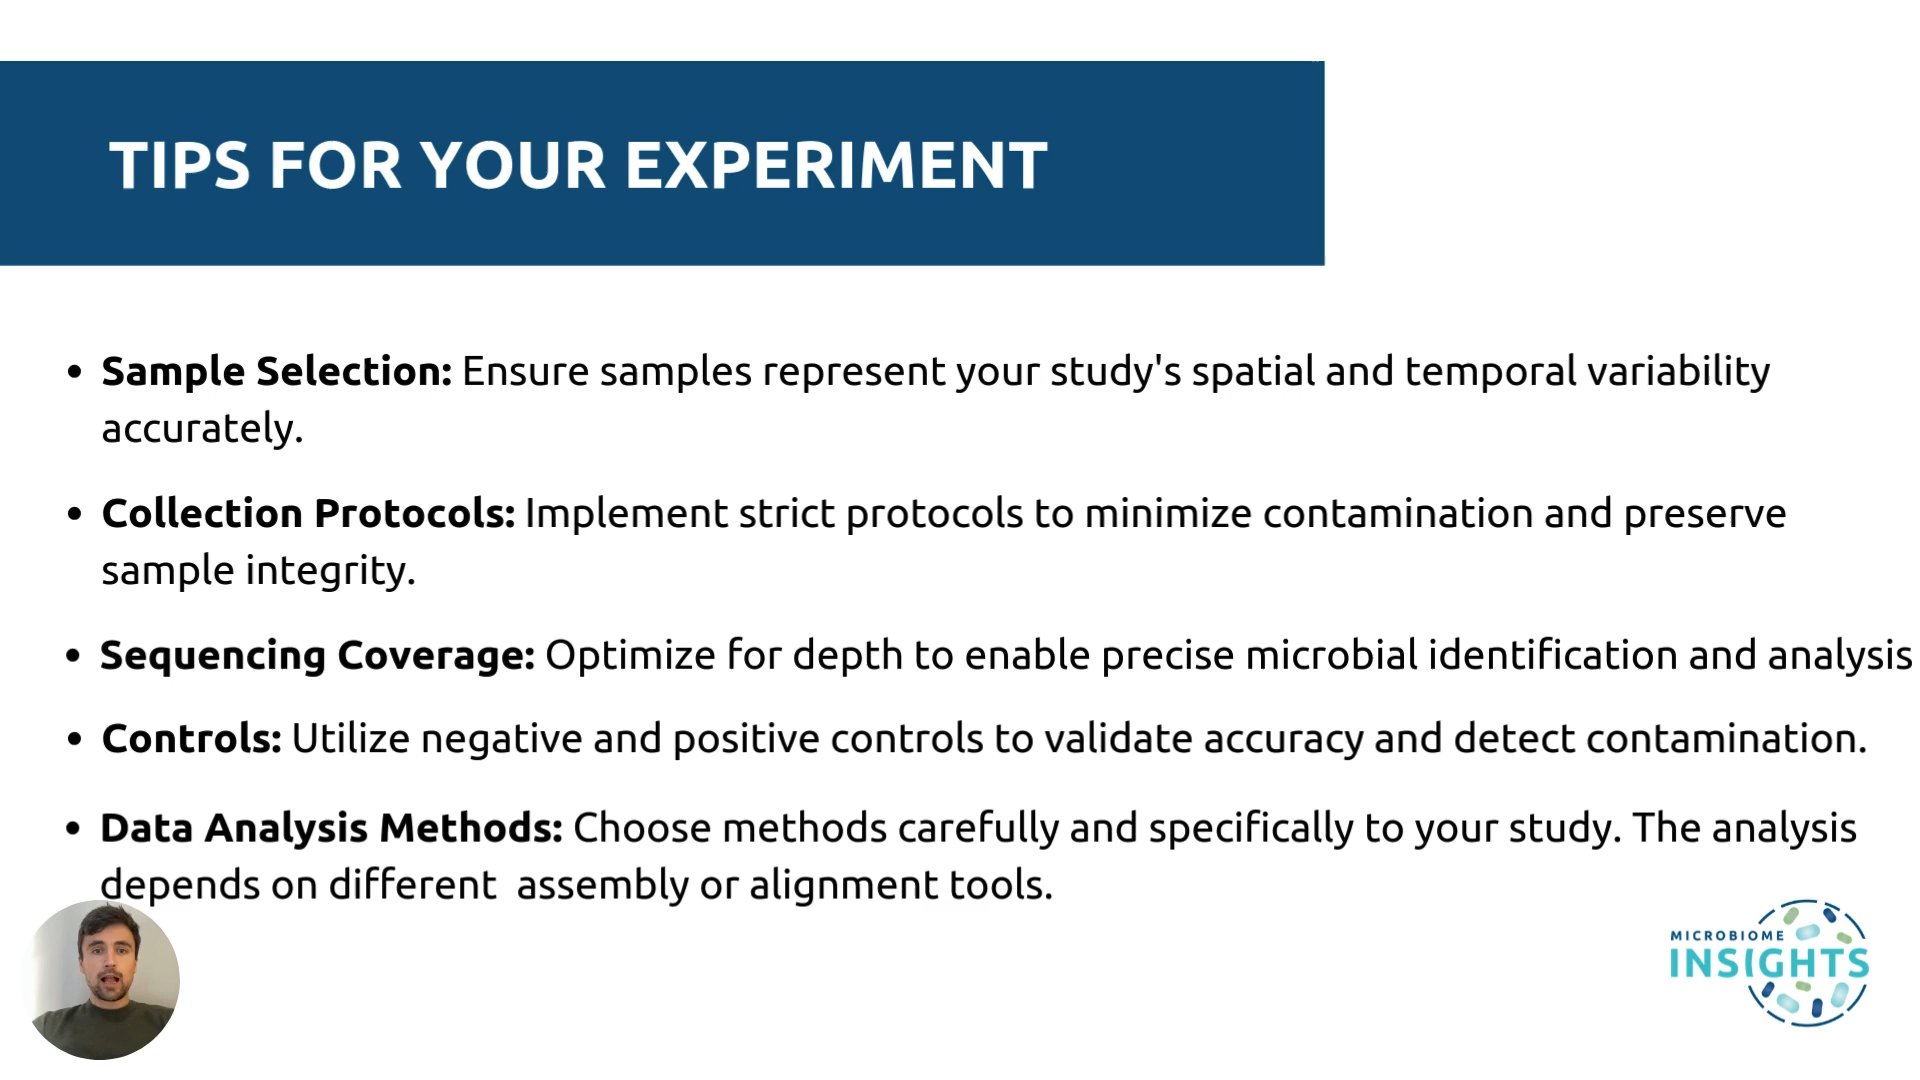 TIPS FOR YOUR EXPERIMENT
• Sample Selection: Ensure samples represent your study's spatial and temporal variability
accurately.
• Collection Protocols: Implement strict protocols to minimize contamination and preserve
sample integrity.
• Sequencing Coverage: Optimize for depth to enable precise microbial identification and analysis
• Controls: Utilize negative and positive controls to validate accuracy and detect contamination.
• Data Analysis Methods: Choose methods carefully and specifically to your study. The analysis
depends on different  assembly or alignment tools.
MICROBIOME
INSIGHTS